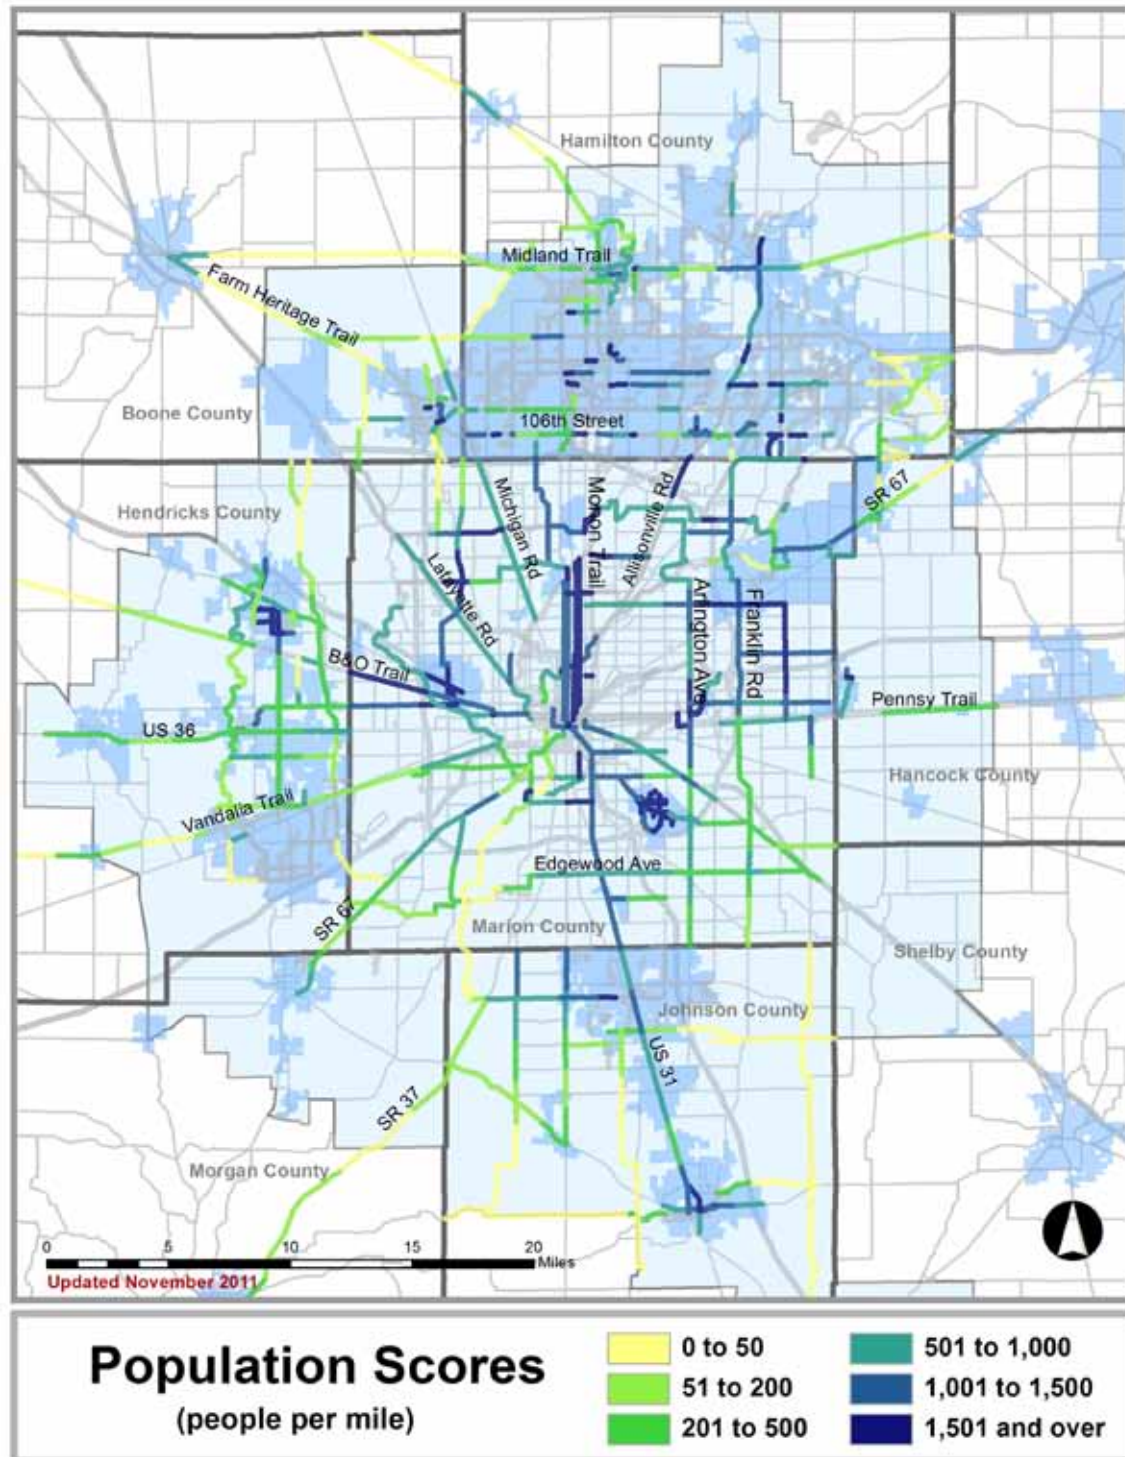 Hamilton County
Midland Trail
Farm Heritage Trail
Boone County
106th Street
Hendricks County
Michigan Rd
Monon Trail
Allisonville Rd
SR 67
Lafayette Rd
Arlington Ave
Franklin Rd
B&O Trail
Pennsy Trail
US 36
Hancock County
Vandalia Trail
Edgewood Ave
SR 67
Marion County
Shelby County
Johnson County
US 31
SR 37
Morgan County
0 5 10 15 20
Miles
Updated November 2011
Population Scores
(people per mile)
0 to 50
51 to 200
201 to 500
501 to 1,000
1,001 to 1,500
1,501 and over